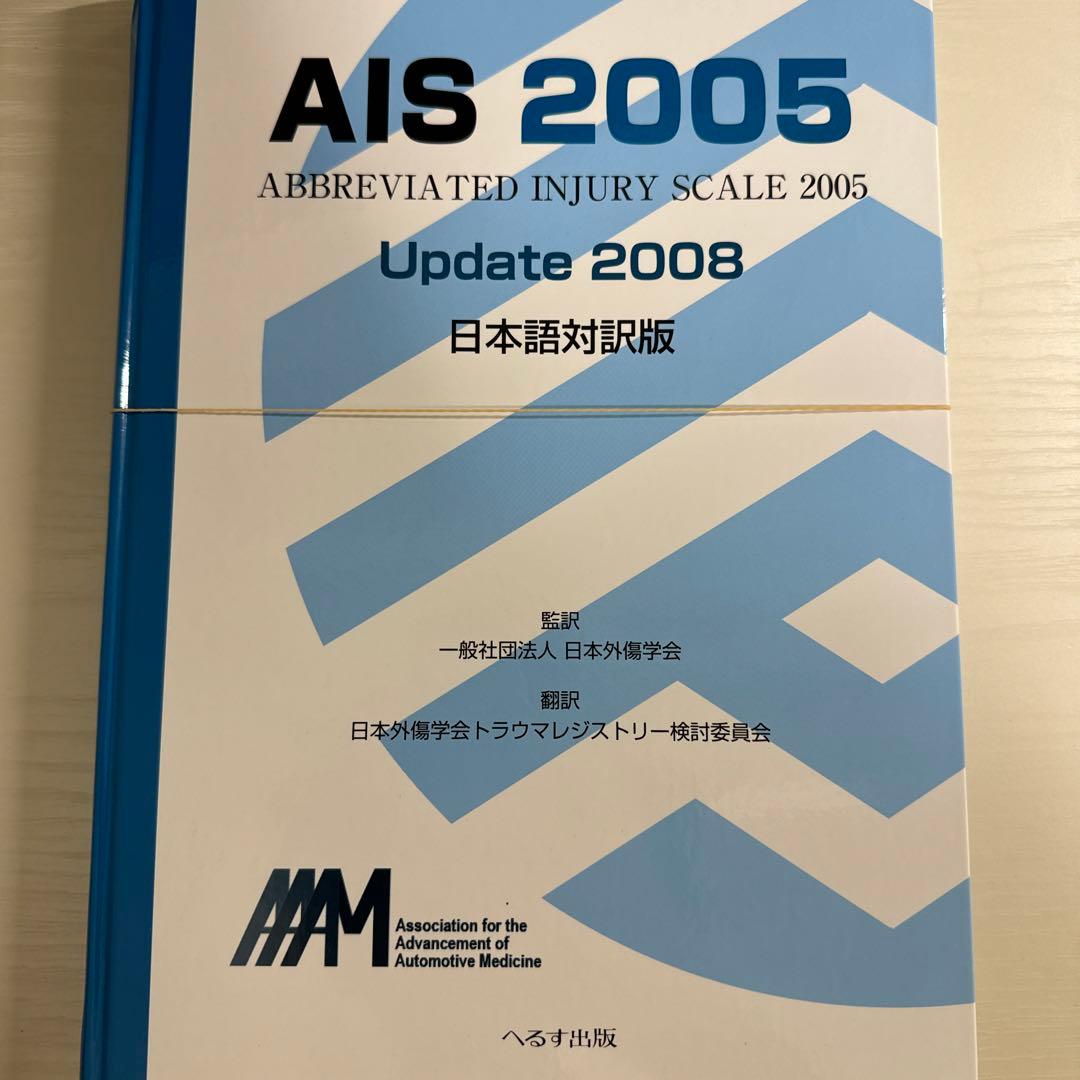 AIS 2005
ABBREVIATED INJURY SCALE 2005
Update 2008
日本語対訳版
監訳
一般社団法人 日本外傷学会
翻訳
日本外傷学会トラウマレジストリー検討委員会
AAAM
Association for the
Advancement of
Automotive Medicine
へるす出版